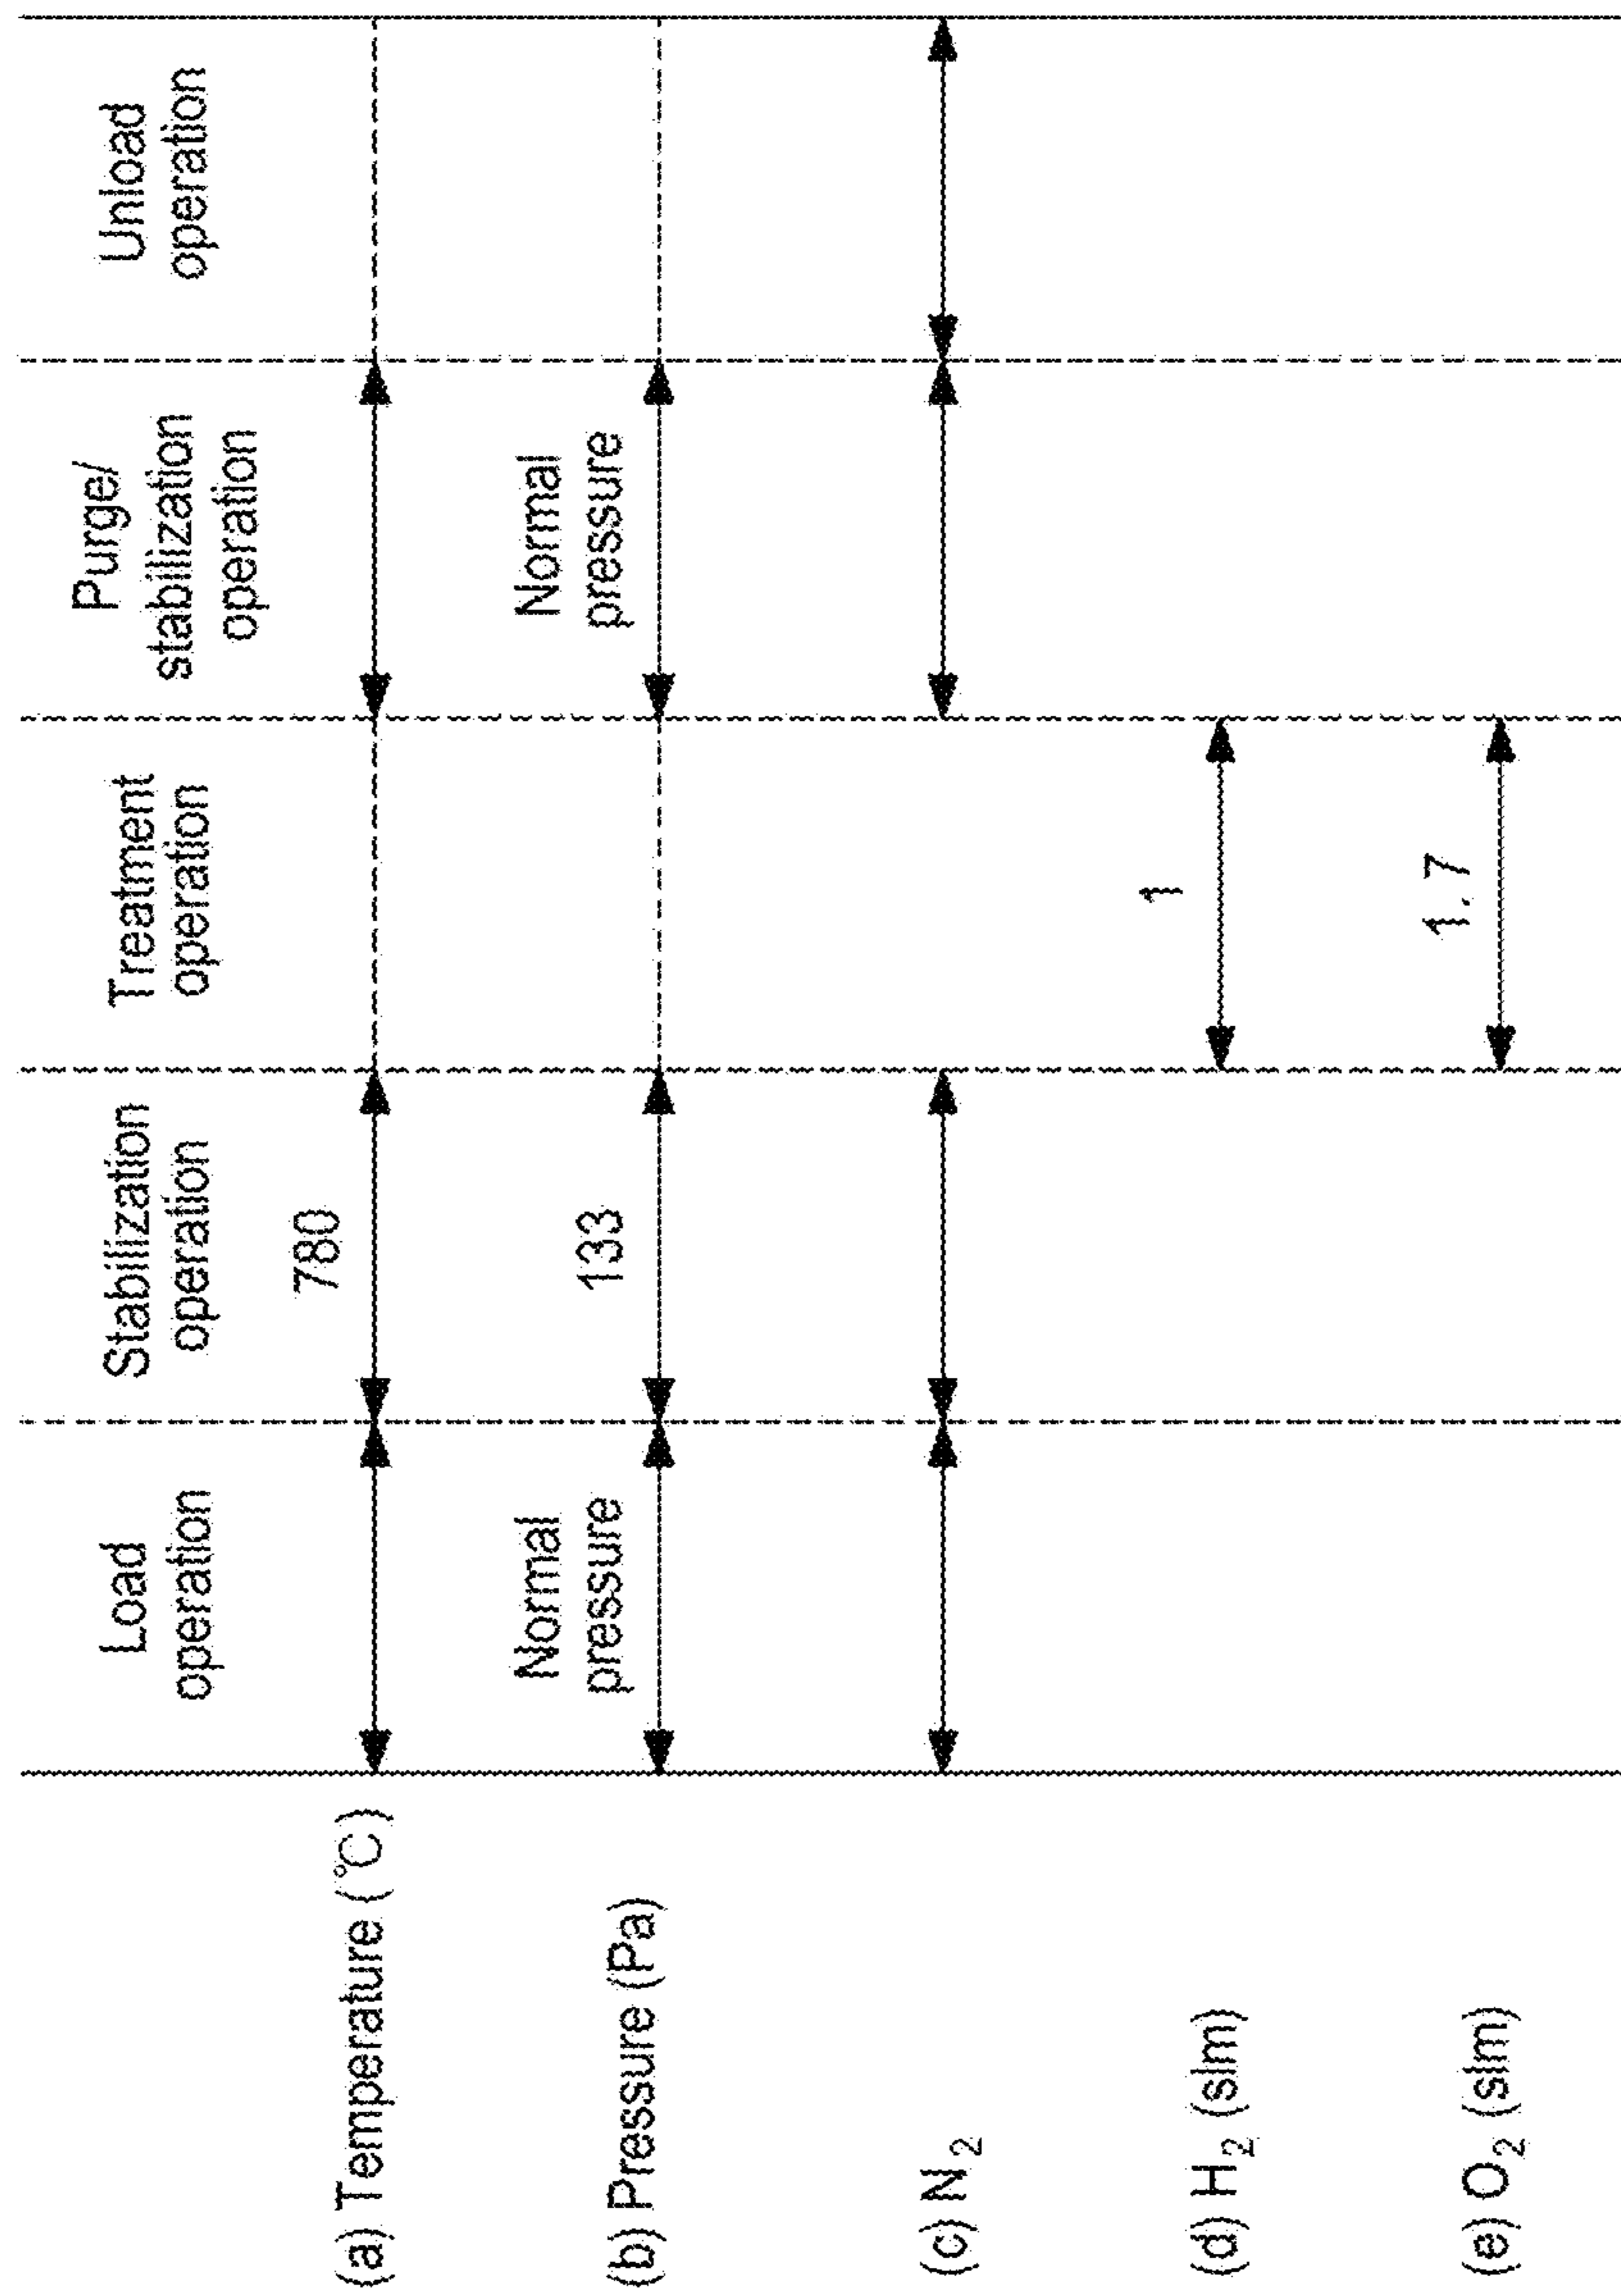 Load
operation
Stabilization
operation
Treatment
operation
Purge/
stabilization
operation
Unload
operation
(a) Temperature (℃)
780
(b) Pressure (Pa)
Normal
pressure
133
Normal
pressure
(c) N₂
(d) H₂ (slm)
1
(e) O₂ (slm)
1.7